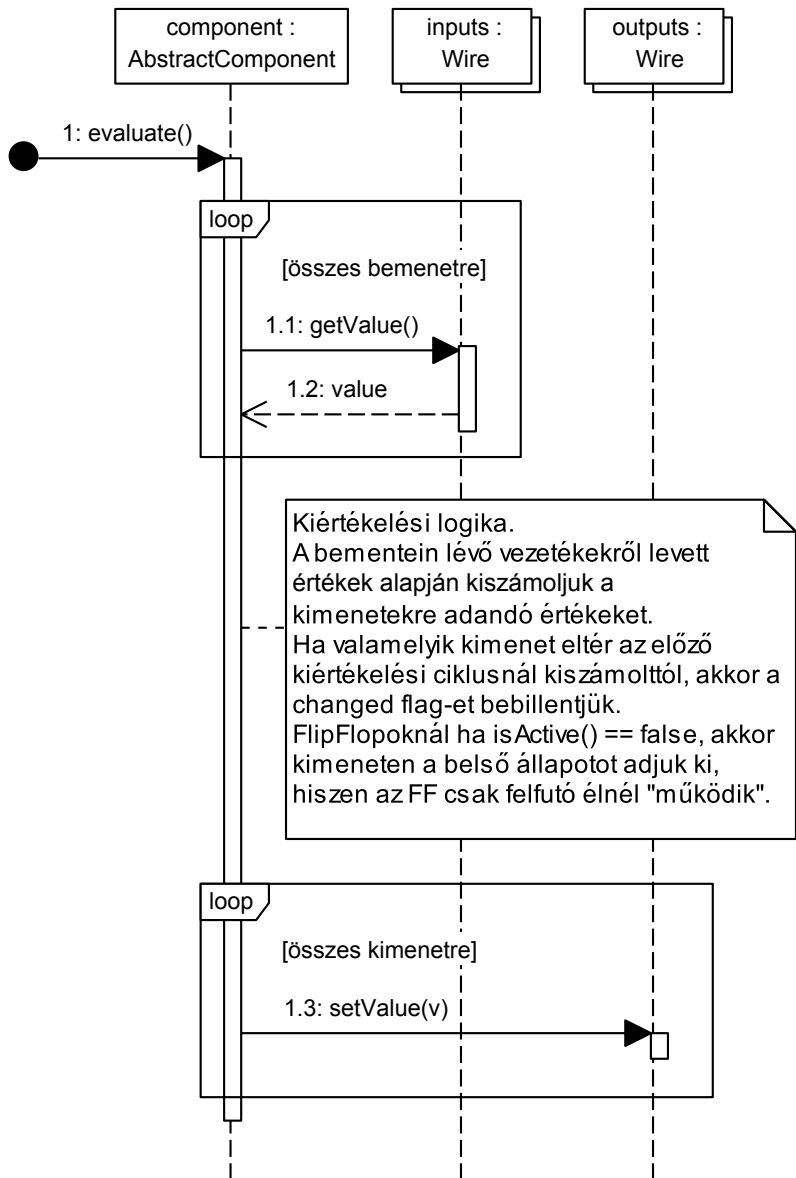 component :
AbstractComponent
inputs :
Wire
outputs :
Wire
1: evaluate()
loop
[összes bemenetre]
1.1: getValue()
1.2: value
Kiértékelési logika.
A bementein lévő vezetékekről levett
értékek alapján kiszámoljuk a
kimenetekre adandó értékeket.
Ha valamelyik kimenet eltér az előző
kiértékelési ciklusnál kiszámolttól, akkor a
changed flag-et bebillentjük.
FlipFlopoknál ha isActive() == false, akkor
kimeneten a belső állapotot adjuk ki,
hiszen az FF csak felfutó élnél "működik".
loop
[összes kimenetre]
1.3: setValue(v)